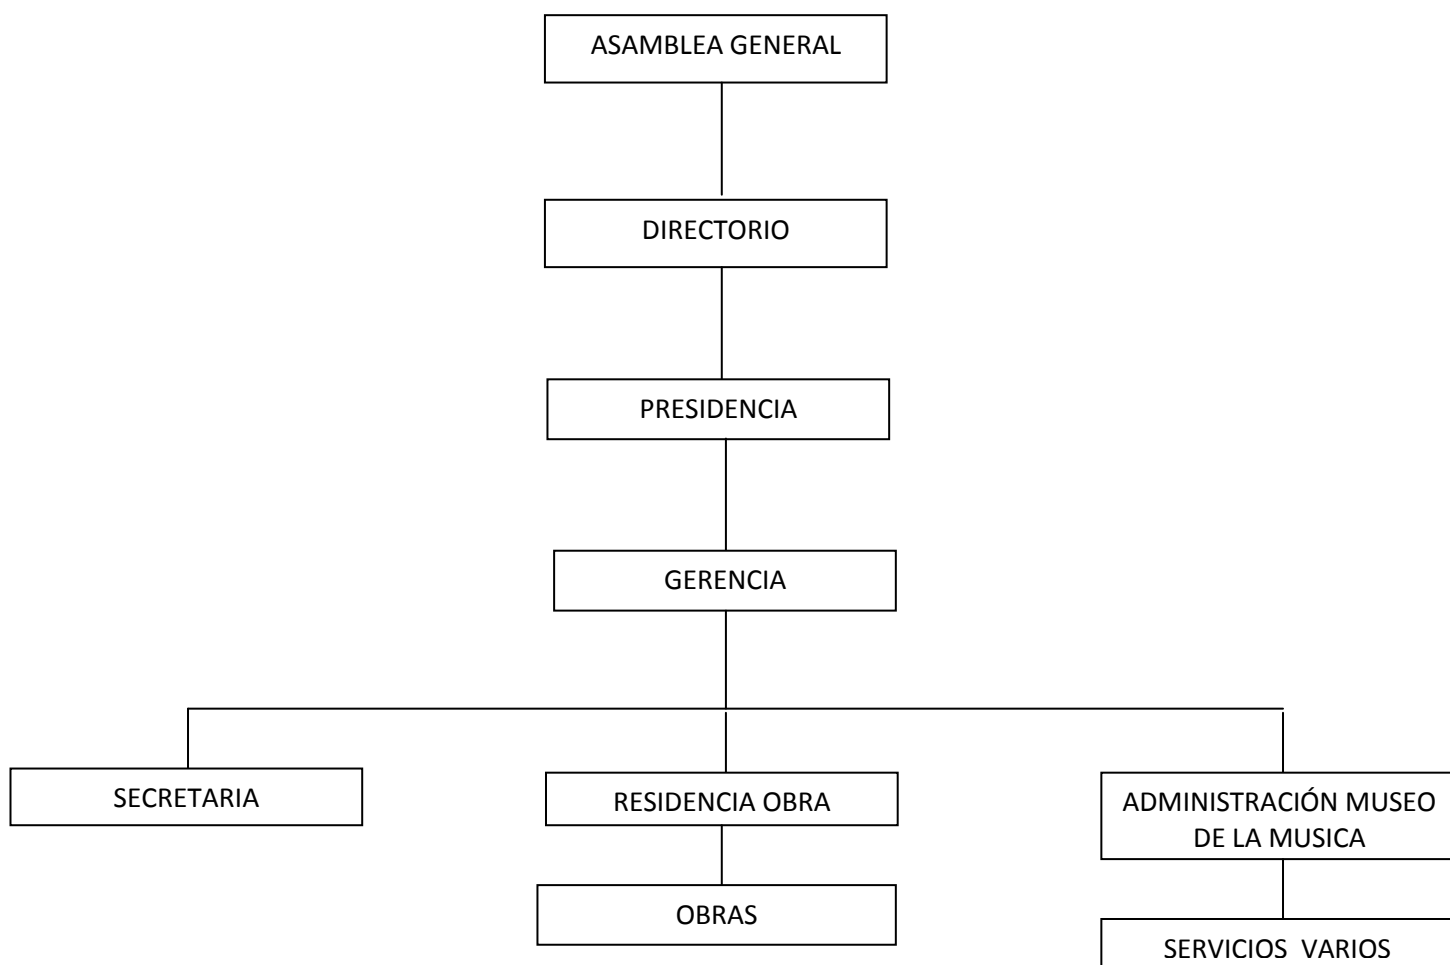 ASAMBLEA GENERAL
DIRECTORIO
PRESIDENCIA
GERENCIA
SECRETARIA
RESIDENCIA OBRA
ADMINISTRACIÓN MUSEO
DE LA MUSICA
OBRAS
SERVICIOS  VARIOS